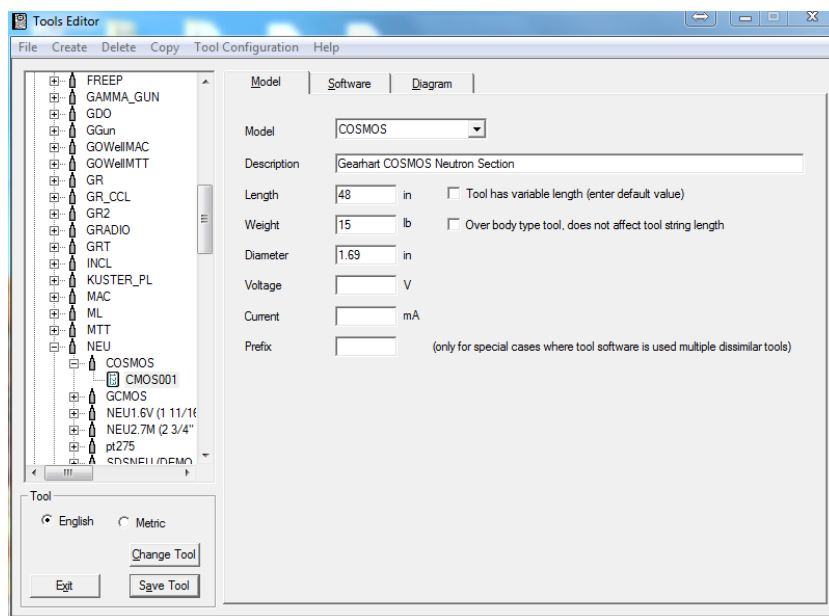 Tools Editor
File Create Delete Copy Tool Configuration Help
FREEP
GAMMA_GUN
GDO
GGun
GOWellMAC
GOWellMTT
GR
GR_CCL
GR2
GRADIO
GRT
INCL
KUSTER_PL
MAC
ML
MTT
NEU
COSMOS
CMOS001
GCMOS
NEU1.6V (1 11/16
NEU2.7M (2 3/4"
pt275
SDSNEU (DEMO
Tool
English Metric
Change Tool
Exit Save Tool
Model Software Diagram
Model COSMOS
Description Gearhart COSMOS Neutron Section
Length 48 in Tool has variable length (enter default value)
Weight 15 lb Over body type tool, does not affect tool string length
Diameter 1.69 in
Voltage V
Current mA
Prefix (only for special cases where tool software is used multiple dissimilar tools)